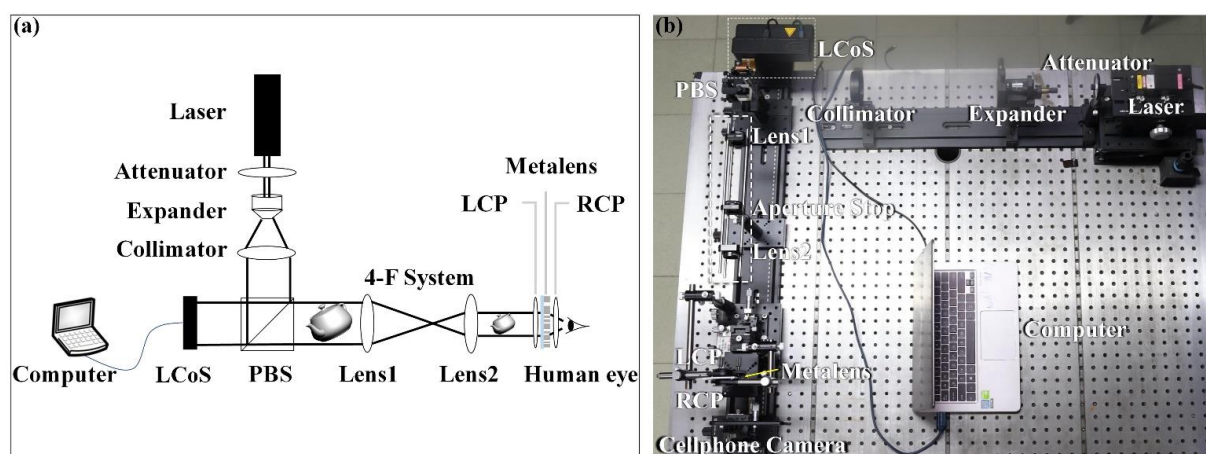 (a)
Laser
Attenuator
Metalens
LCP
RCP
Expander
Collimator
4-F System
Computer
LCoS
PBS
Lens1
Lens2
Human eye
(b)
LCoS
Attenuator
PBS
Collimator
Expander
Laser
Lens1
Aperture Stop
Lens2
Computer
LCP
Metalens
RCP
Cellphone Camera